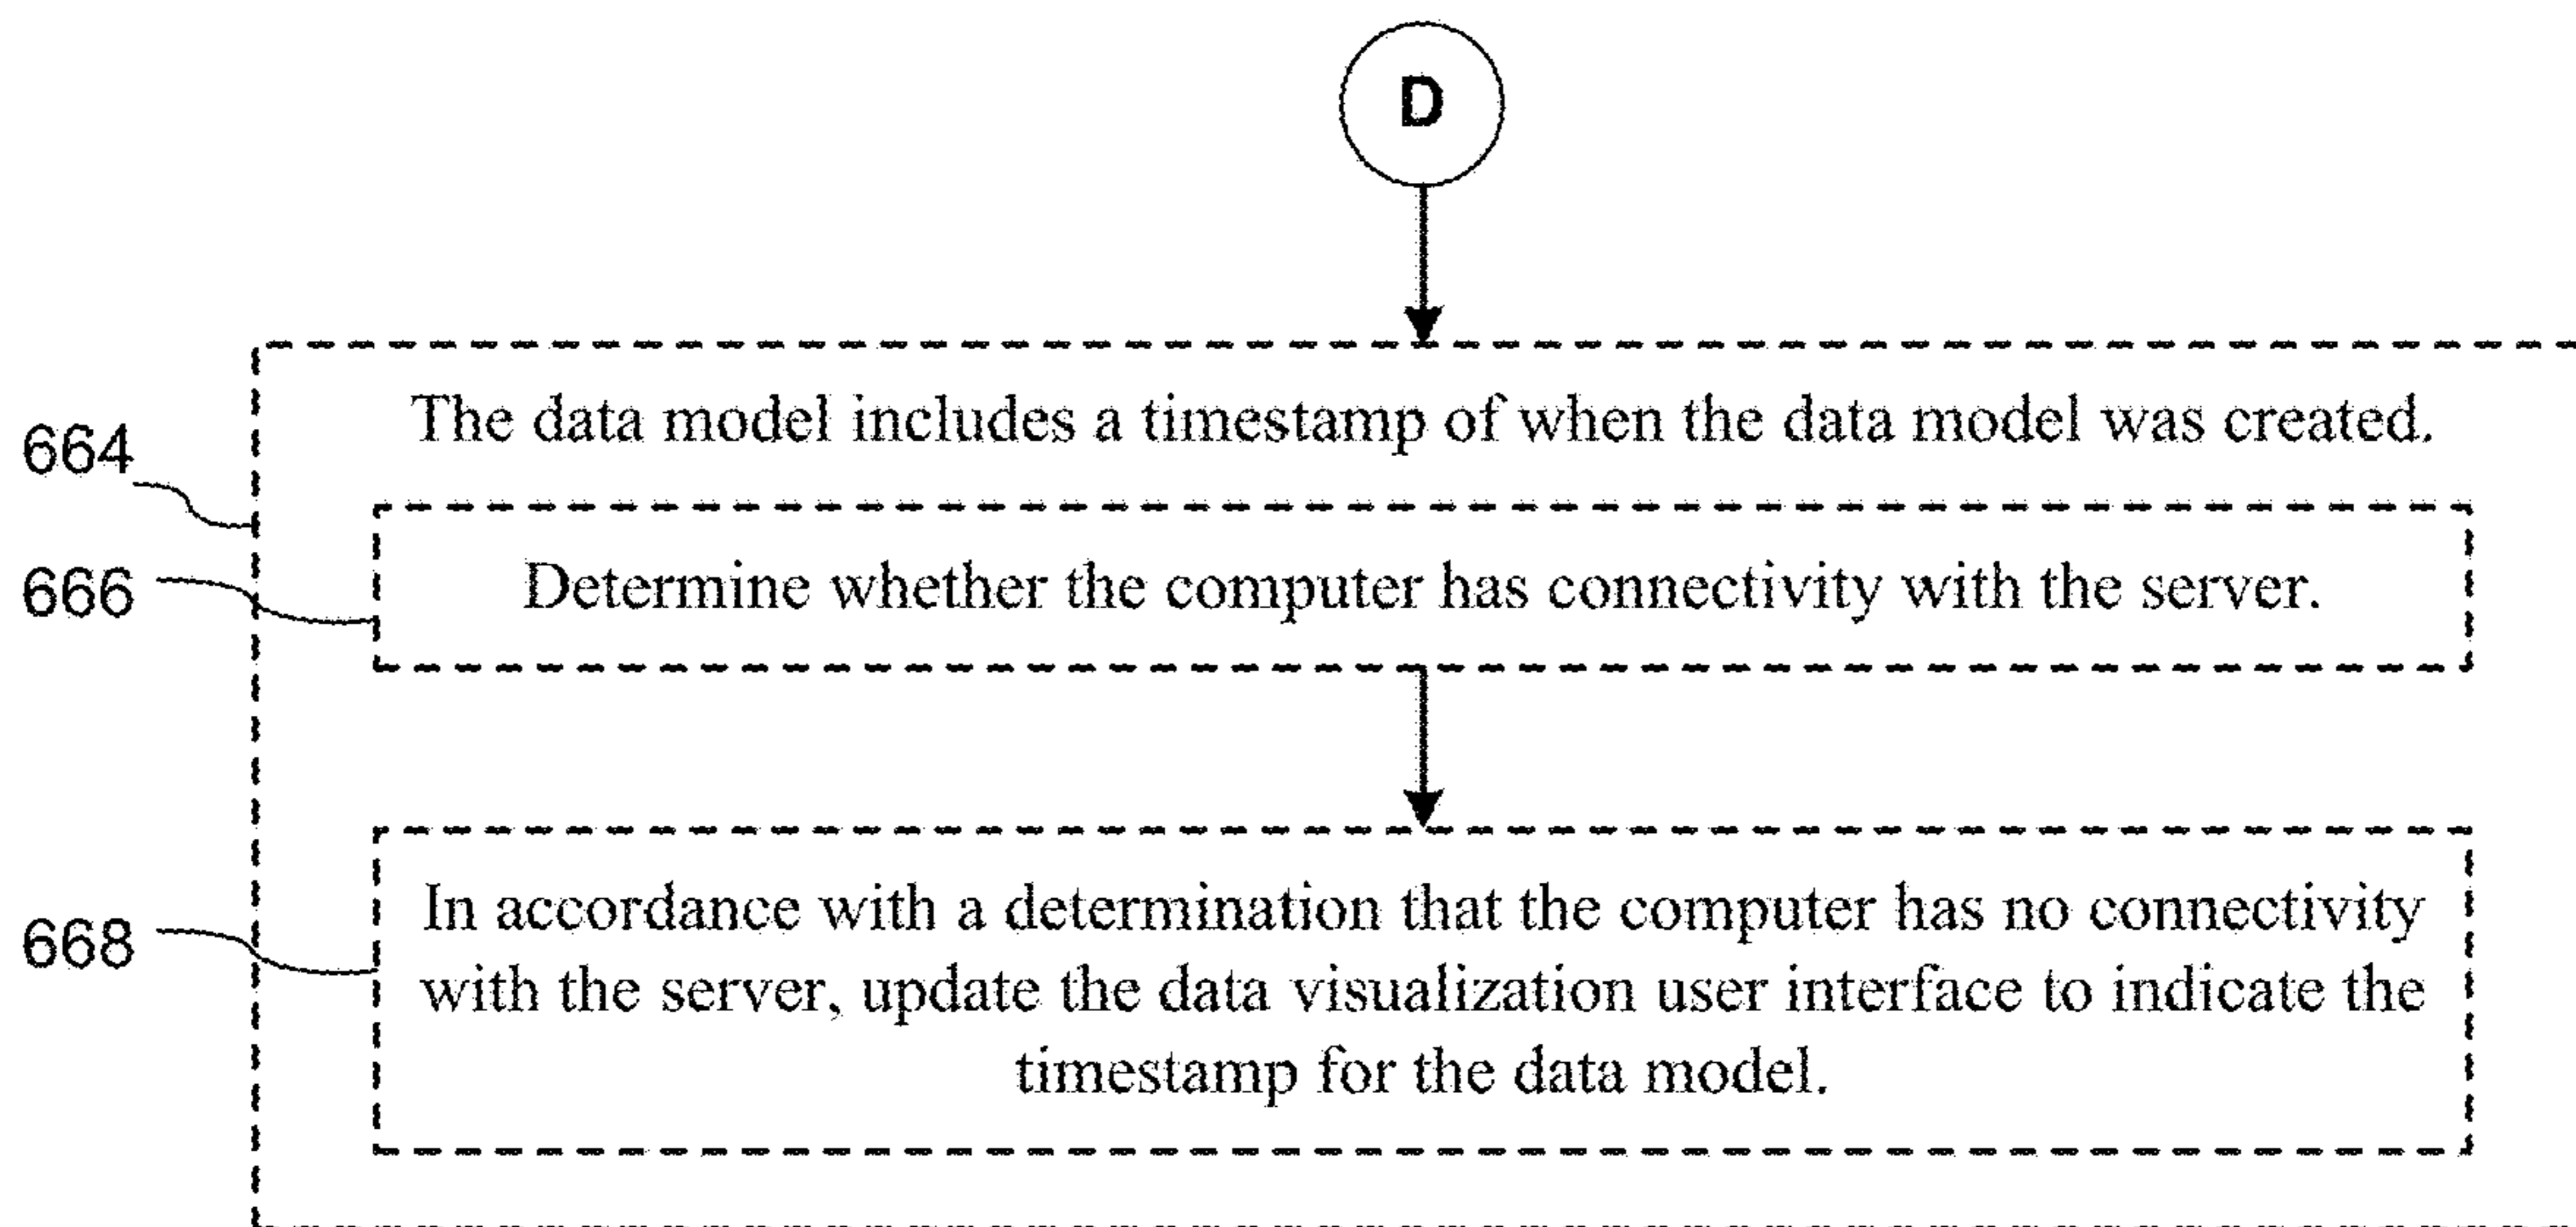 D
The data model includes a timestamp of when the data model was created.
664
Determine whether the computer has connectivity with the server.
666
In accordance with a determination that the computer has no connectivity
668
with the server, update the data visualization user interface to indicate the
timestamp for the data model.